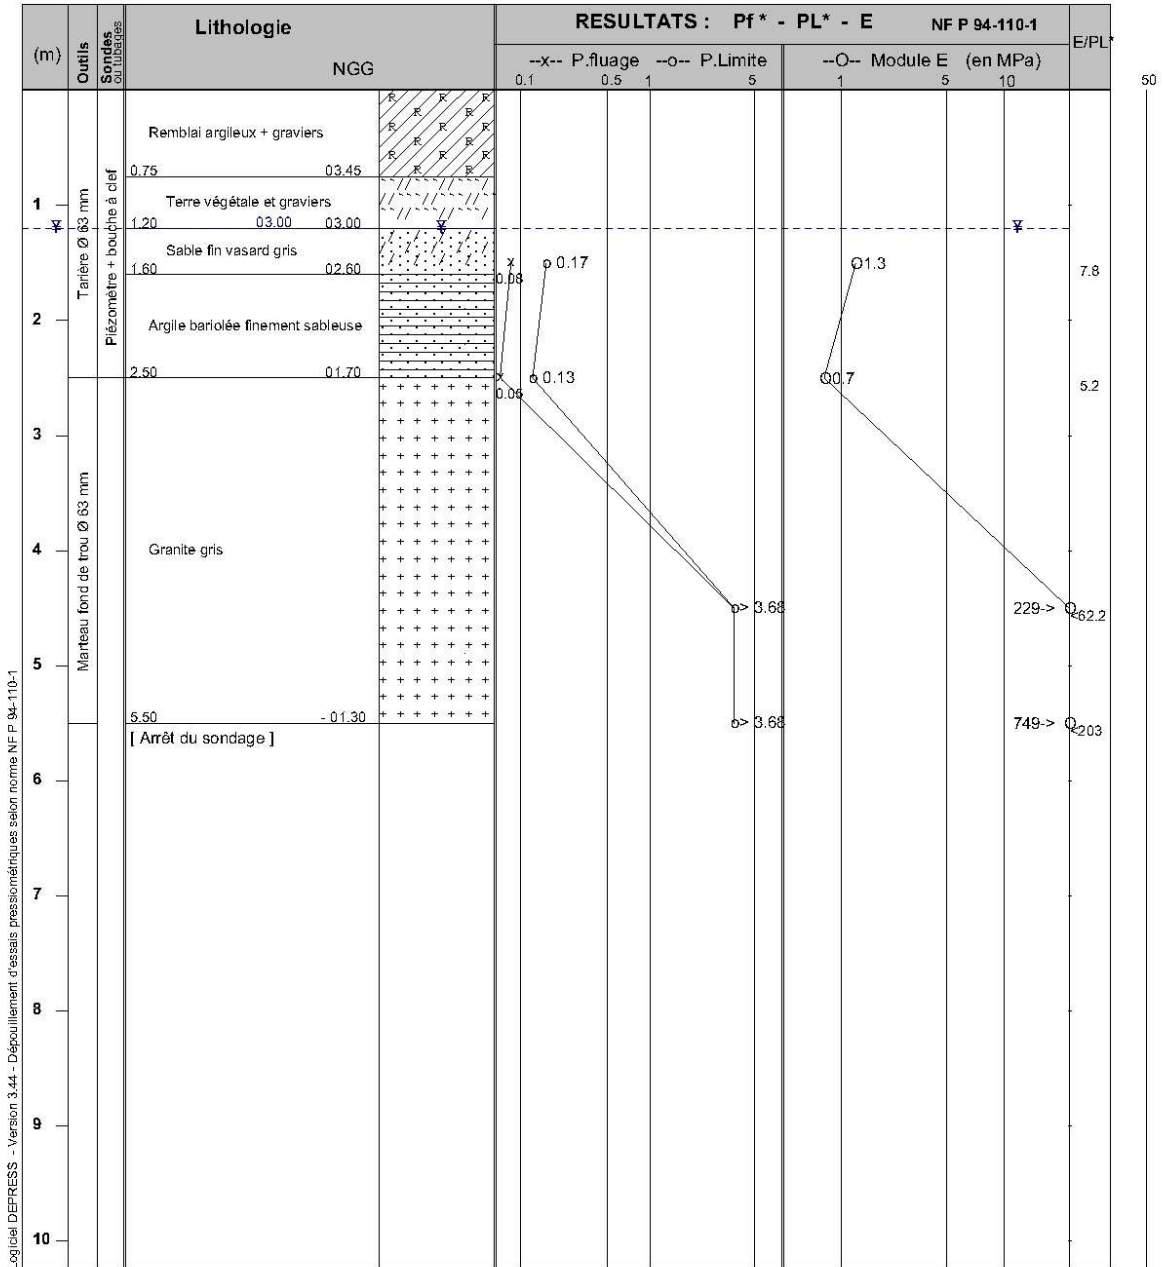 RESULTATS : Pf * - PL* - E NF P 94-110-1
Lithologie
NGG
(m)
Outils
Sondes
ou tubages
--x-- P.fluage --o-- P.Limite
--O-- Module E (en MPa)
E/PL*
0.1 0.5 1 5
1 5 10 50
Remblai argileux + graviers
0.75 03.45
Terre végétale et graviers
1.20 03.00 03.00
Sable fin vasard gris
1.60 02.60
Argile bariolée finement sableuse
2.50 01.70
Granite gris
5.50 - 01.30
[ Arrêt du sondage ]
Tarière Ø 63 mm
Piézomètre + bouche à clef
Marteau fond de trou Ø 63 mm
R R R
R R
R R R
R R
R R R
R R
1
2
3
4
5
6
7
8
9
10
0.08
0.17
1.3
7.8
0.05
0.13
0.7
5.2
> 3.68
229->
<62.2
> 3.68
749->
<203
ogiciel DEPRESS - Version 3.44 - Dépouillement d'essais pressiométriques selon norme NF P 94-110-1